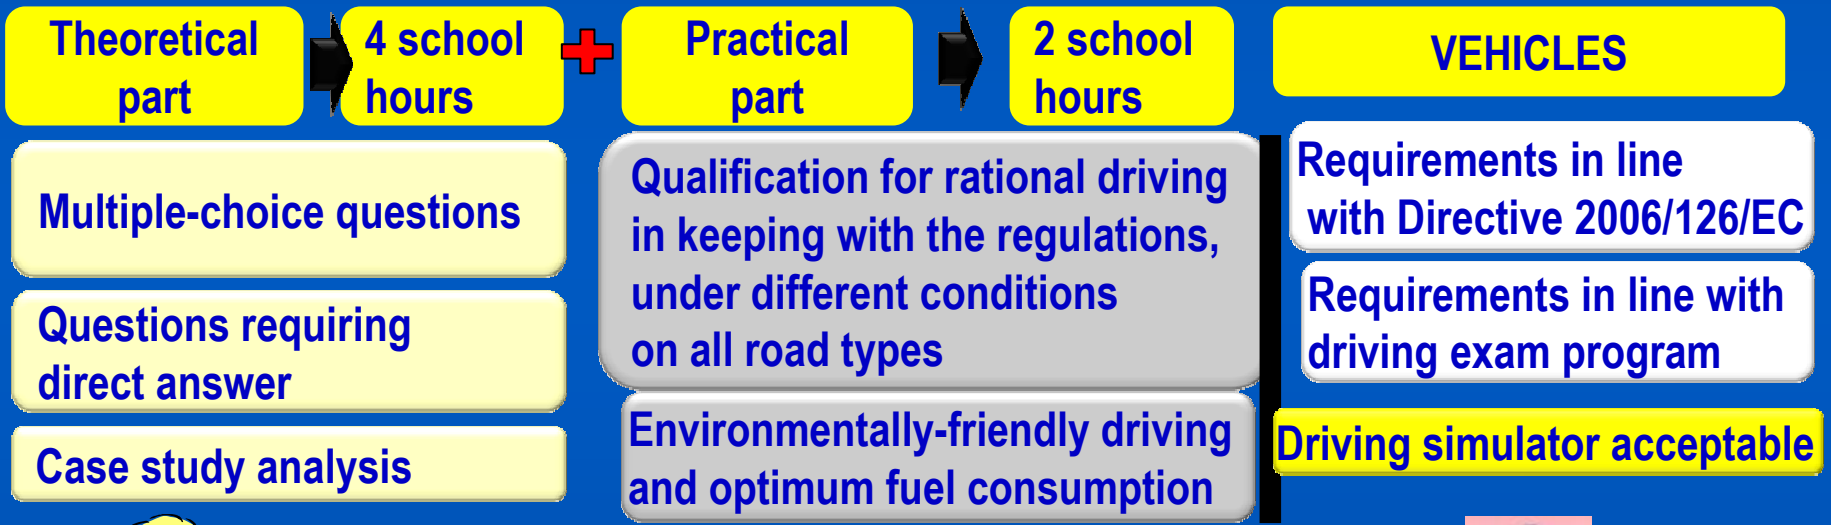 Theoretical
part
4 school
hours
Practical
part
2 school
hours
VEHICLES
Multiple-choice questions
Questions requiring
direct answer
Case study analysis
Qualification for rational driving
in keeping with the regulations,
under different conditions
on all road types
Environmentally-friendly driving
and optimum fuel consumption
Requirements in line
with Directive 2006/126/EC
Requirements in line with
driving exam program
Driving simulator acceptable